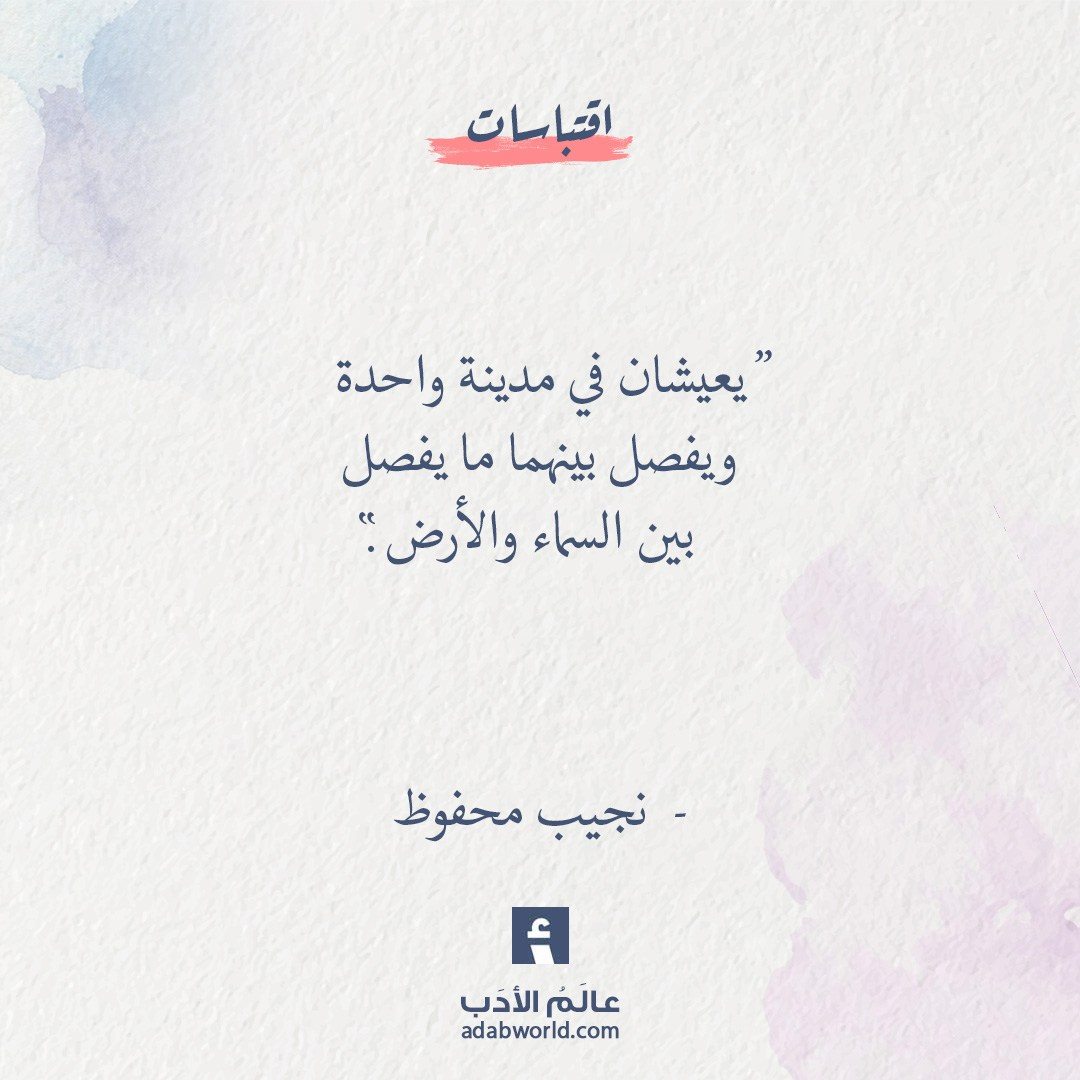 اقتباسات
”يعيشان في مدينة واحدة
ويفصل بينهما ما يفصل
بين السماء والأرض.“
- نجيب محفوظ
أ
عالَمُ الأدَب
adabworld.com